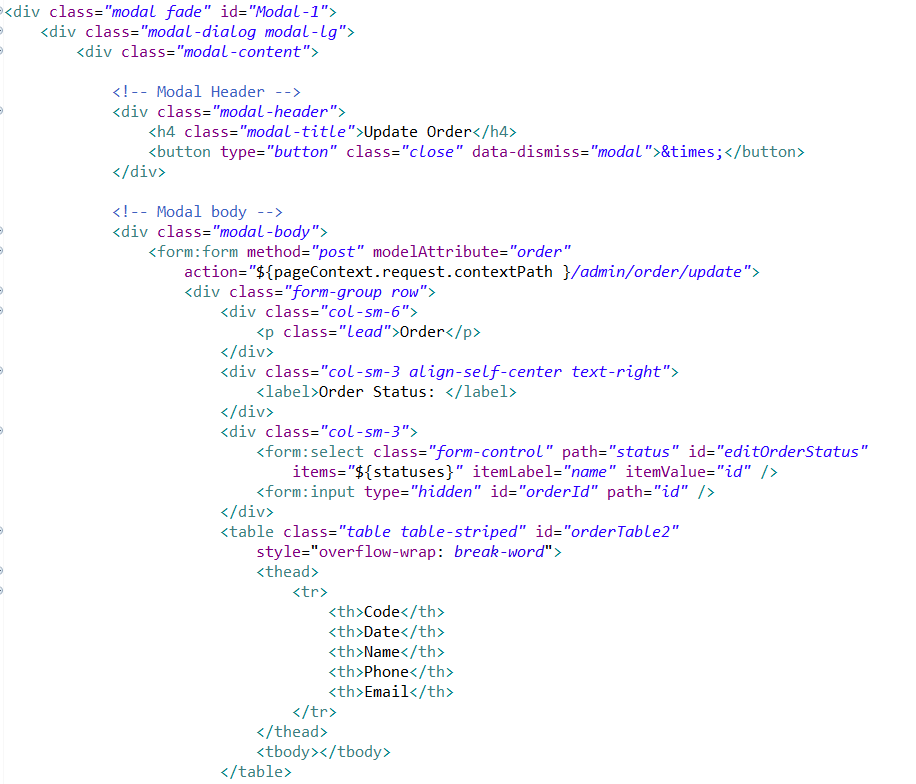 <div class="modal fade" id="Modal-1">
<div class="modal-dialog modal-lg">
<div class="modal-content">
<!-- Modal Header -->
<div class="modal-header">
<h4 class="modal-title">Update Order</h4>
<button type="button" class="close" data-dismiss="modal">&times;</button>
</div>
<!-- Modal body -->
<div class="modal-body">
<form:form method="post" modelAttribute="order"
action="${pageContext.request.contextPath }/admin/order/update">
<div class="form-group row">
<div class="col-sm-6">
<p class="lead">Order</p>
</div>
<div class="col-sm-3 align-self-center text-right">
<label>Order Status: </label>
</div>
<div class="col-sm-3">
<form:select class="form-control" path="status" id="editOrderStatus"
items="${statuses}" itemLabel="name" itemValue="id" />
<form:input type="hidden" id="orderId" path="id" />
</div>
<table class="table table-striped" id="orderTable2"
style="overflow-wrap: break-word">
<thead>
<tr>
<th>Code</th>
<th>Date</th>
<th>Name</th>
<th>Phone</th>
<th>Email</th>
</tr>
</thead>
<tbody></tbody>
</table>